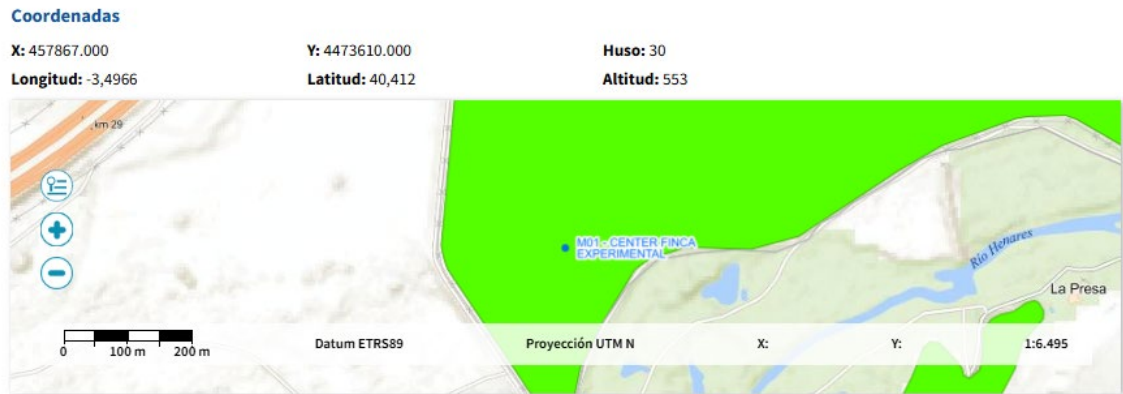 Coordenadas
X: 457867.000 Y: 4473610.000 Huso: 30
Longitud: -3,4966 Latitud: 40,412 Altitud: 553
km 29
M01.- CENTER FINCA
EXPERIMENTAL
Río Henares
La Presa
0 100 m 200 m
Datum ETRS89 Proyección UTM N X: Y: 1:6.495